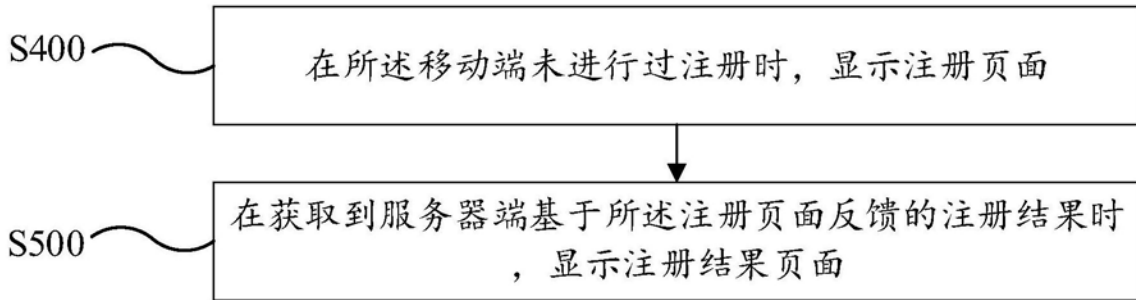 S400
在所述移动端未进行过注册时，显示注册页面
S500
在获取到服务器端基于所述注册页面反馈的注册结果时
，显示注册结果页面